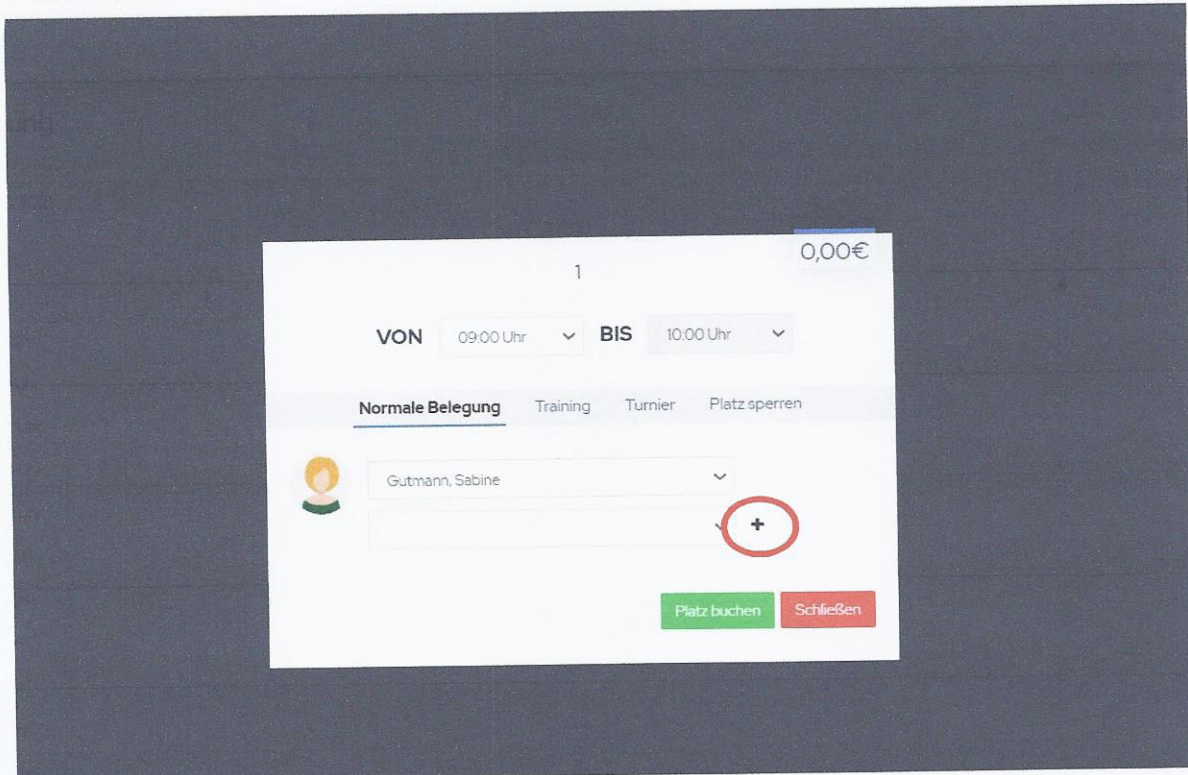 ung
0,00€
1
VON 09:00 Uhr BIS 10:00 Uhr
Normale Belegung Training Turnier Platz sperren
Gutmann, Sabine
+
Platz buchen Schließen